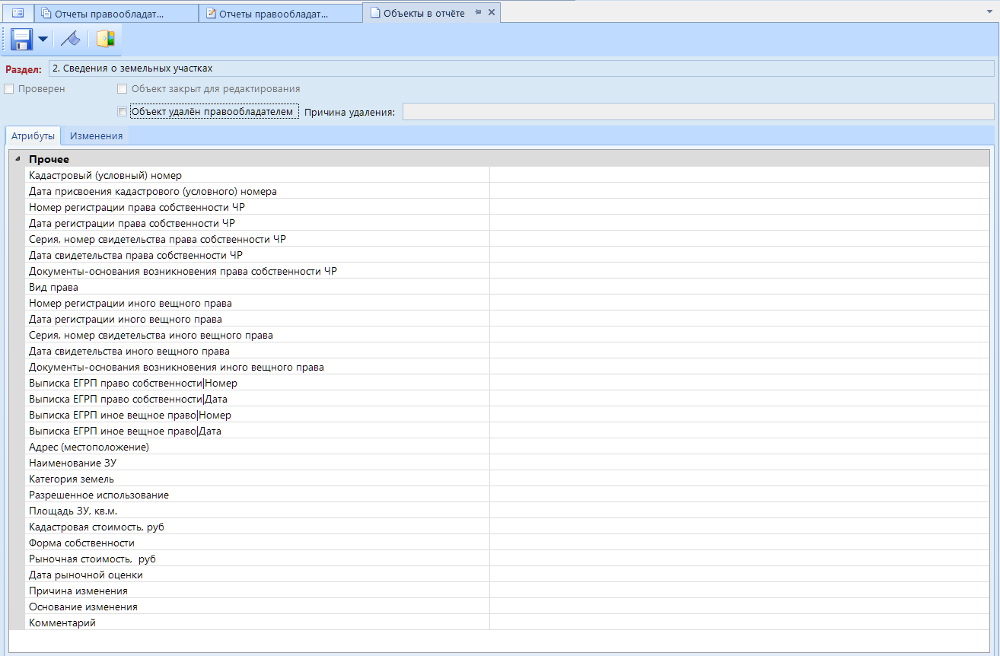 Отчеты правообладат... Отчеты правообладат... Объекты в отчёте
Раздел: 2. Сведения о земельных участках
Проверен Объект закрыт для редактирования
Объект удалён правообладателем Причина удаления:
Атрибуты Изменения
Прочее
Кадастровый (условный) номер
Дата присвоения кадастрового (условного) номера
Номер регистрации права собственности ЧР
Дата регистрации права собственности ЧР
Серия, номер свидетельства права собственности ЧР
Дата свидетельства права собственности ЧР
Документы-основания возникновения права собственности ЧР
Вид права
Номер регистрации иного вещного права
Дата регистрации иного вещного права
Серия, номер свидетельства иного вещного права
Дата свидетельства иного вещного права
Документы-основания возникновения иного вещного права
Выписка ЕГРП право собственности|Номер
Выписка ЕГРП право собственности|Дата
Выписка ЕГРП иное вещное право|Номер
Выписка ЕГРП иное вещное право|Дата
Адрес (местоположение)
Наименование ЗУ
Категория земель
Разрешенное использование
Площадь ЗУ, кв.м.
Кадастровая стоимость, руб
Форма собственности
Рыночная стоимость,  руб
Дата рыночной оценки
Причина изменения
Основание изменения
Комментарий